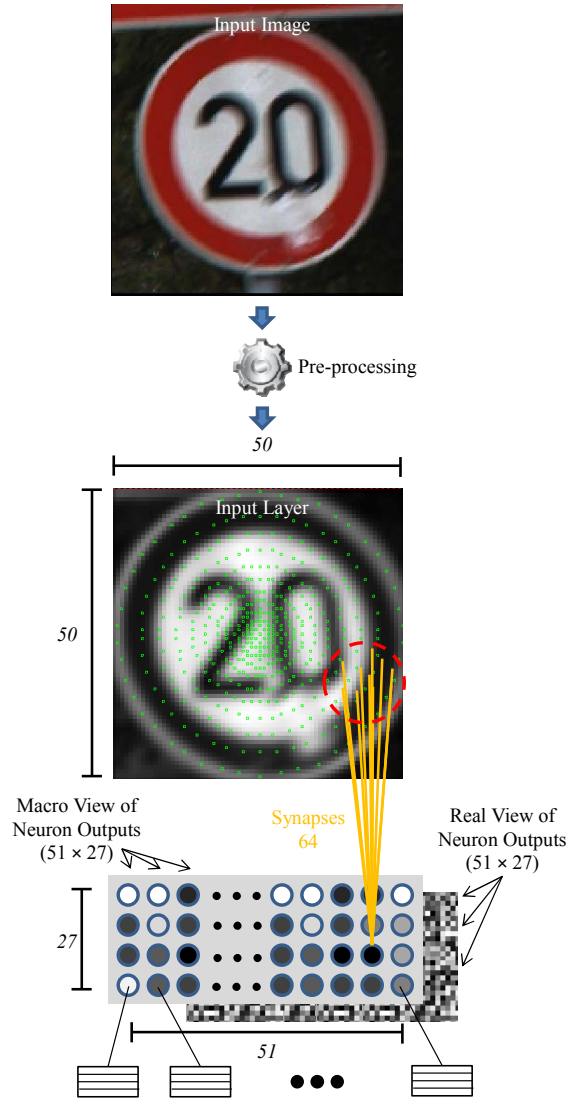 Input Image
20
Pre-processing
50
Input Layer
50
20
Macro View of
Neuron Outputs
(51 × 27)
Synapses
64
Real View of
Neuron Outputs
(51 × 27)
27
51